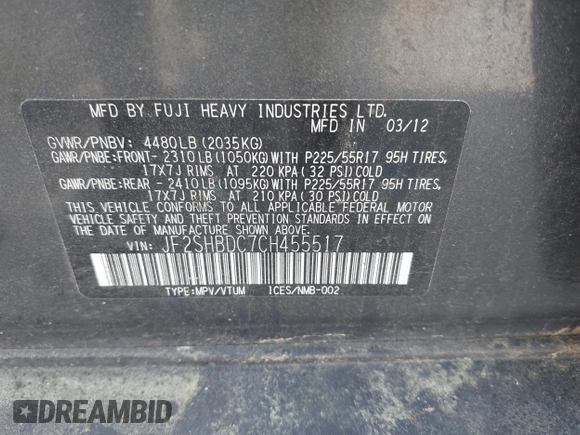 MFD BY FUJI HEAVY INDUSTRIES LTD.
MFD IN 03/12
GVWR/PNBV: 4480LB (2035KG)
GAWR/PNBE:FRONT- 2310LB (1050KG) WITH P225/55R17 95H TIRES,
17X7J RIMS AT 220 KPA ( 32 PSI) COLD
GAWR/PNBE:REAR - 2410LB (1095KG) WITH P225/55R17 95H TIRES,
17X7J RIMS AT 210 KPA ( 30 PSI) COLD
THIS VEHICLE CONFORMS TO ALL APPLICABLE FEDERAL MOTOR
VEHICLE SAFETY AND THEFT PREVENTION STANDARDS IN EFFECT ON
THE DATE OF MANUFACTURE SHOWN ABOVE.
VIN: JF2SHBDC7CH455517
TYPE:MPV/VTUM ICES/NMB-002
DREAMBID